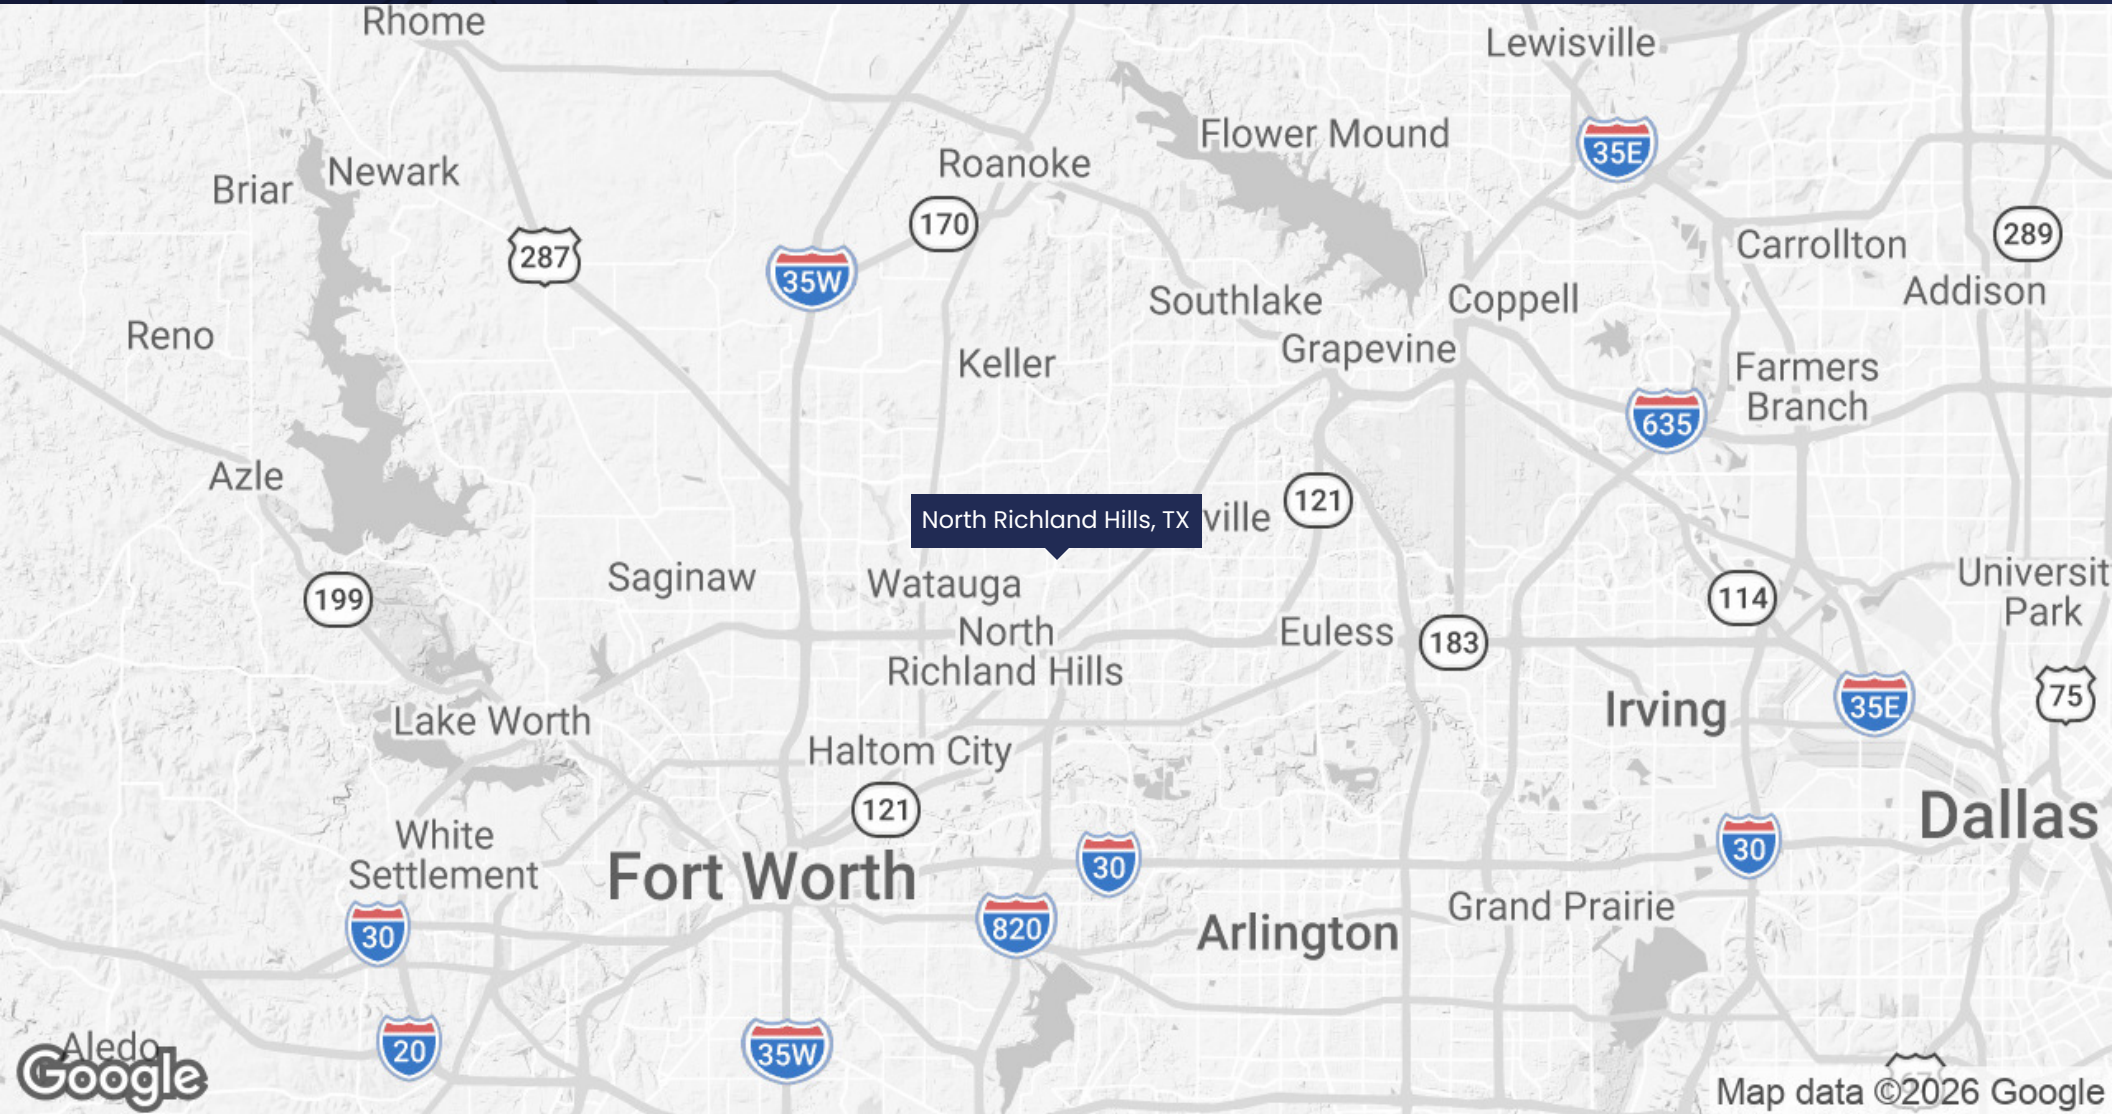 Rhome
Lewisville
Flower Mound
35E
Roanoke
Newark
Briar
170
289
Carrollton
287
35W
Addison
Southlake
Coppell
Reno
Grapevine
Keller
Farmers
Branch
635
Azle
121
North Richland Hills, TX
ville
Saginaw
Watauga
199
114
Universit
Park
North
Richland Hills
Euless
183
Irving
35E
75
Lake Worth
Haltom City
121
Dallas
White
Settlement
30
30
Fort Worth
Grand Prairie
820
30
Arlington
Aledo
20
35W
Google
Map data ©2026 Google